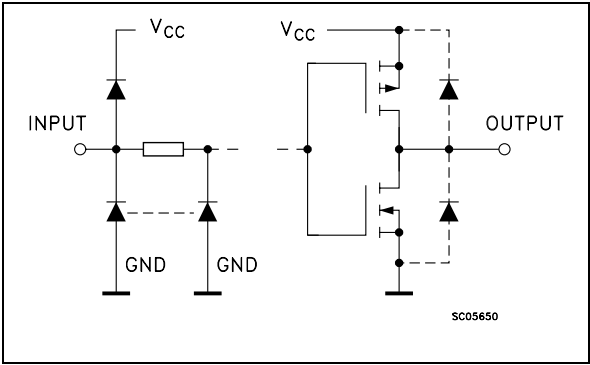 VCC
VCC
INPUT
OUTPUT
GND
GND
SC05650